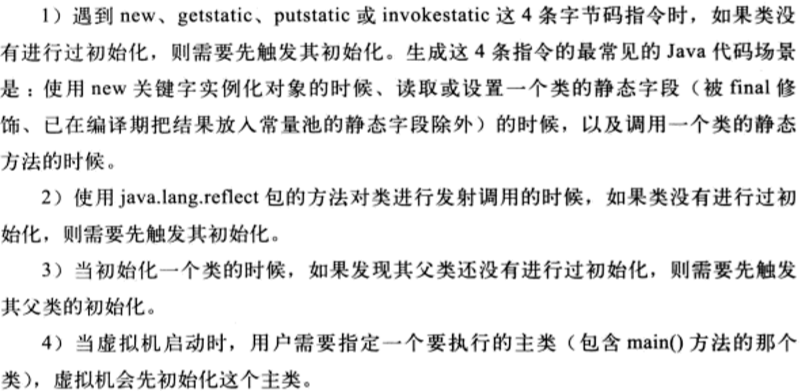 1）遇到 new、getstatic、putstatic 或 invokestatic 这 4 条字节码指令时，如果类没
有进行过初始化，则需要先触发其初始化。生成这 4 条指令的最常见的 Java 代码场景
是：使用 new 关键字实例化对象的时候、读取或设置一个类的静态字段（被 final 修
饰、已在编译期把结果放入常量池的静态字段除外）的时候，以及调用一个类的静态
方法的时候。
2）使用 java.lang.reflect 包的方法对类进行发射调用的时候，如果类没有进行过初
始化，则需要先触发其初始化。
3）当初始化一个类的时候，如果发现其父类还没有进行过初始化，则需要先触发
其父类的初始化。
4）当虚拟机启动时，用户需要指定一个要执行的主类（包含 main() 方法的那个
类），虚拟机会先初始化这个主类。